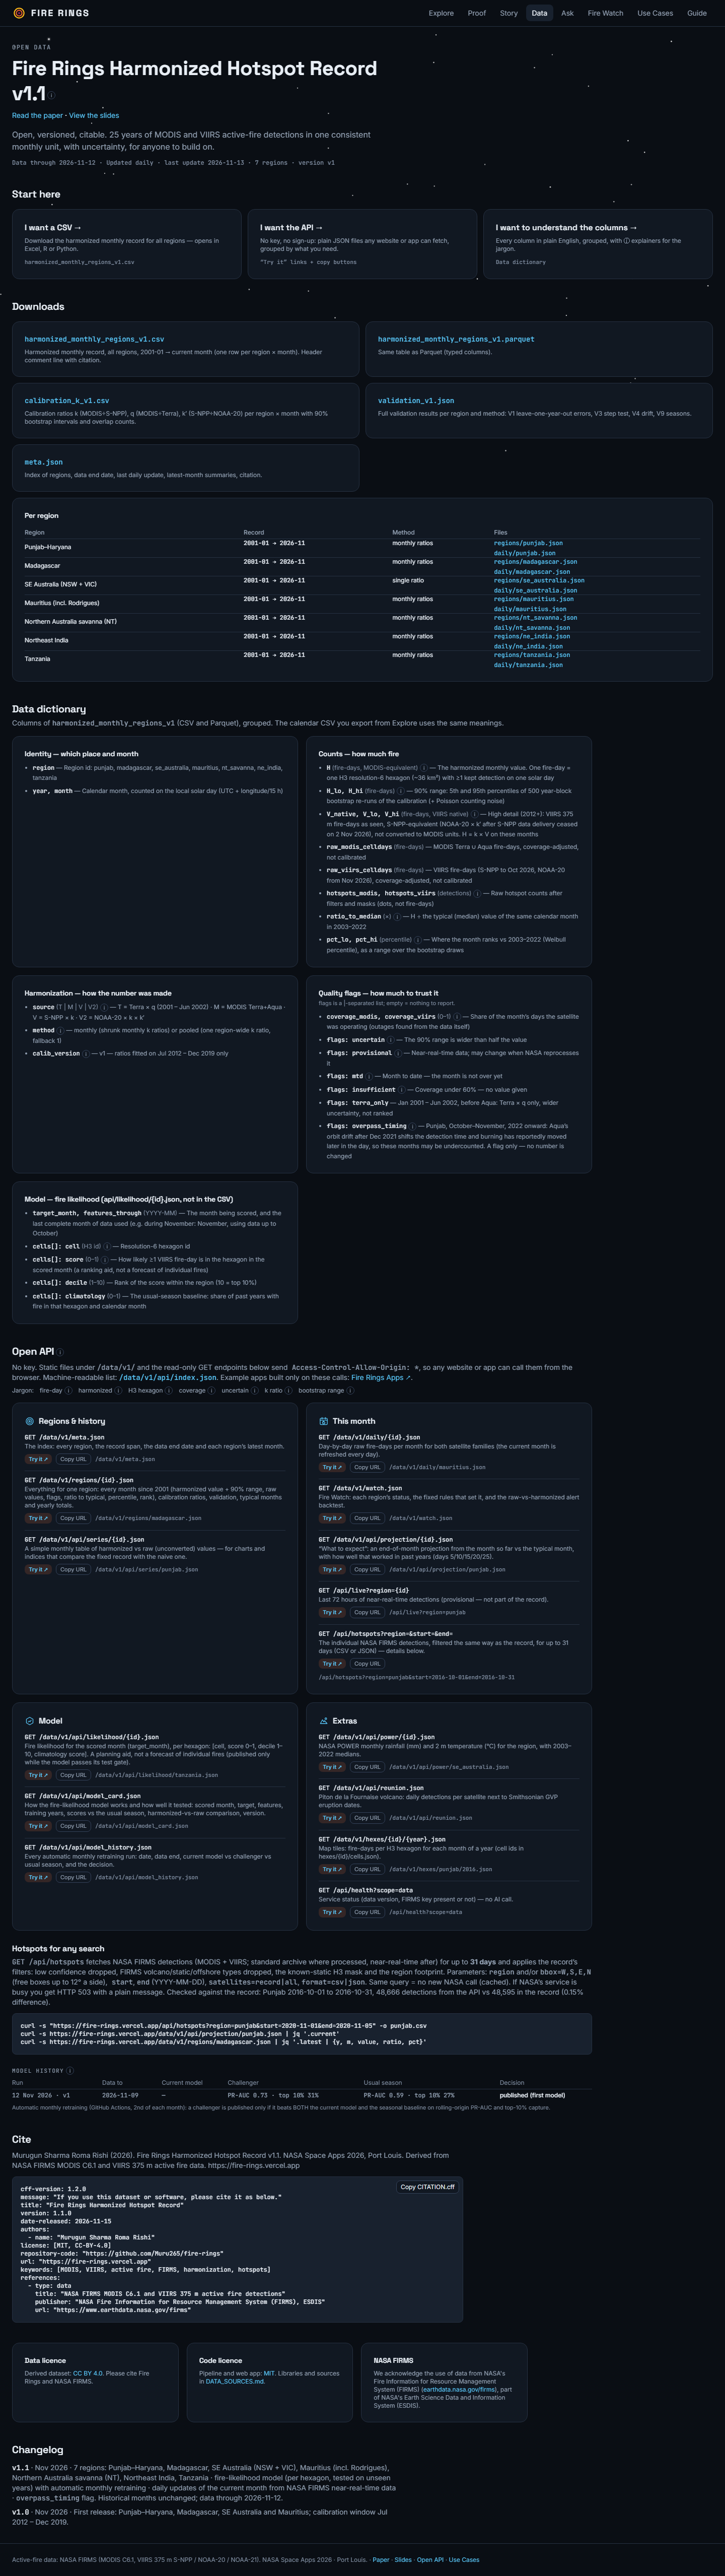 FIRE RINGS
Explore Proof Story Data Ask Fire Watch Use Cases Guide
OPEN DATA
Fire Rings Harmonized Hotspot Record
v1.1
Read the paper · View the slides
Open, versioned, citable. 25 years of MODIS and VIIRS active-fire detections in one consistent
monthly unit, with uncertainty, for anyone to build on.
Data through 2026-11-12 · Updated daily · last update 2026-11-13 · 7 regions · version v1
Start here
I want a CSV →
Download the harmonized monthly record for all regions — opens in
Excel, R or Python.
harmonized_monthly_regions_v1.csv
I want the API →
No key, no sign-up: plain JSON files any website or app can fetch,
grouped by what you need.
"Try it" links + copy buttons
I want to understand the columns →
Every column in plain English, grouped, with ⓘ explainers for the
jargon.
Data dictionary
Downloads
harmonized_monthly_regions_v1.csv
Harmonized monthly record, all regions, 2001-01 → current month (one row per region × month). Header
comment line with citation.
harmonized_monthly_regions_v1.parquet
Same table as Parquet (typed columns).
calibration_k_v1.csv
Calibration ratios k (MODIS÷S-NPP), q (MODIS÷Terra), k' (S-NPP÷NOAA-20) per region × month with 90%
bootstrap intervals and overlap counts.
validation_v1.json
Full validation results per region and method: V1 leave-one-year-out errors, V3 step test, V4 drift, V9 seasons.
meta.json
Index of regions, data end date, last daily update, latest-month summaries, citation.
Per region
Region Record Method Files
Punjab–Haryana 2001-01 → 2026-11 monthly ratios regions/punjab.json
daily/punjab.json
Madagascar 2001-01 → 2026-11 monthly ratios regions/madagascar.json
daily/madagascar.json
SE Australia (NSW + VIC) 2001-01 → 2026-11 single ratio regions/se_australia.json
daily/se_australia.json
Mauritius (incl. Rodrigues) 2001-01 → 2026-11 monthly ratios regions/mauritius.json
daily/mauritius.json
Northern Australia savanna (NT) 2001-01 → 2026-11 monthly ratios regions/nt_savanna.json
daily/nt_savanna.json
Northeast India 2001-01 → 2026-11 monthly ratios regions/ne_india.json
daily/ne_india.json
Tanzania 2001-01 → 2026-11 monthly ratios regions/tanzania.json
daily/tanzania.json
Data dictionary
Columns of harmonized_monthly_regions_v1 (CSV and Parquet), grouped. The calendar CSV you export from Explore uses the same meanings.
Identity — which place and month
• region — Region id: punjab, madagascar, se_australia, mauritius, nt_savanna, ne_india,
tanzania
• year, month — Calendar month, counted on the local solar day (UTC + longitude/15 h)
Counts — how much fire
• H (fire-days, MODIS-equivalent) ⓘ — The harmonized monthly value. One fire-day =
one H3 resolution-6 hexagon (~36 km²) with ≥1 kept detection on one solar day
• H_lo, H_hi (fire-days) ⓘ — 90% range: 5th and 95th percentiles of 500 year-block
bootstrap re-runs of the calibration (+ Poisson counting noise)
• V_native, V_lo, V_hi (fire-days, VIIRS native) ⓘ — High detail (2012+): VIIRS 375
m fire-days as seen, S-NPP-equivalent (NOAA-20 × k' after S-NPP data delivery ceased
on 2 Nov 2026), not converted to MODIS units. H = k × V on these months
• raw_modis_celldays (fire-days) — MODIS Terra ∪ Aqua fire-days, coverage-adjusted,
not calibrated
• raw_viirs_celldays (fire-days) — VIIRS fire-days (S-NPP to Oct 2026, NOAA-20
from Nov 2026), coverage-adjusted, not calibrated
• hotspots_modis, hotspots_viirs (detections) ⓘ — Raw hotspot counts after
filters and masks (dots, not fire-days)
• ratio_to_median (×) ⓘ — H ÷ the typical (median) value of the same calendar month
in 2003–2022
• pct_lo, pct_hi (percentile) ⓘ — Where the month ranks vs 2003–2022 (Weibull
percentile), as a range over the bootstrap draws
Harmonization — how the number was made
• source (T | M | V | V2) ⓘ — T = Terra × q (2001 – Jun 2002) · M = MODIS Terra+Aqua ·
V = S-NPP × k · V2 = NOAA-20 × k × k'
• method ⓘ — monthly (shrunk monthly k ratios) or pooled (one region-wide k ratio,
fallback 1)
• calib_version ⓘ — v1 — ratios fitted on Jul 2012 – Dec 2019 only
Quality flags — how much to trust it
flags is a |-separated list; empty = nothing to report.
• coverage_modis, coverage_viirs (0–1) ⓘ — Share of the month's days the satellite
was operating (outages found from the data itself)
• flags: uncertain ⓘ — The 90% range is wider than half the value
• flags: provisional ⓘ — Near-real-time data; may change when NASA reprocesses
it
• flags: mtd ⓘ — Month to date — the month is not over yet
• flags: insufficient ⓘ — Coverage under 60% — no value given
• flags: terra_only — Jan 2001 – Jun 2002, before Aqua: Terra × q only, wider
uncertainty, not ranked
• flags: overpass_timing ⓘ — Punjab, October–November, 2022 onward: Aqua's
orbit drift after Dec 2021 shifts the detection time and burning has reportedly moved
later in the day, so these months may be undercounted. A flag only — no number is
changed
Model — fire likelihood (api/likelihood/{id}.json, not in the CSV)
• target_month, features_through (YYYY-MM) — The month being scored, and the
last complete month of data used (e.g. during November: November, using data up to
October)
• cells[]: cell (H3 id) ⓘ — Resolution-6 hexagon id
• cells[]: score (0–1) ⓘ — How likely ≥1 VIIRS fire-day is in the hexagon in the
scored month (a ranking aid, not a forecast of individual fires)
• cells[]: decile (1–10) — Rank of the score within the region (10 = top 10%)
• cells[]: climatology (0–1) — The usual-season baseline: share of past years with
fire in that hexagon and calendar month
Open API ⓘ
No key. Static files under /data/v1/ and the read-only GET endpoints below send Access-Control-Allow-Origin: *, so any website or app can call them from the
browser. Machine-readable list: /data/v1/api/index.json. Example apps built only on these calls: Fire Rings Apps ↗.
Jargon: fire-day ⓘ harmonized ⓘ H3 hexagon ⓘ coverage ⓘ uncertain ⓘ k ratio ⓘ bootstrap range ⓘ
Regions & history
GET /data/v1/meta.json
The index: every region, the record span, the data end date and each region's latest month.
Try it ↗ Copy URL /data/v1/meta.json
GET /data/v1/regions/{id}.json
Everything for one region: every month since 2001 (harmonized value + 90% range, raw
values, flags, ratio to typical, percentile, rank), calibration ratios, validation, typical months
and yearly totals.
Try it ↗ Copy URL /data/v1/regions/madagascar.json
GET /data/v1/api/series/{id}.json
A simple monthly table of harmonized vs raw (unconverted) values — for charts and
indices that compare the fixed record with the naive one.
Try it ↗ Copy URL /data/v1/api/series/punjab.json
This month
GET /data/v1/daily/{id}.json
Day-by-day raw fire-days per month for both satellite families (the current month is
refreshed every day).
Try it ↗ Copy URL /data/v1/daily/mauritius.json
GET /data/v1/watch.json
Fire Watch: each region's status, the fixed rules that set it, and the raw-vs-harmonized alert
backtest.
Try it ↗ Copy URL /data/v1/watch.json
GET /data/v1/api/projection/{id}.json
"What to expect": an end-of-month projection from the month so far vs the typical month,
with how well that worked in past years (days 5/10/15/20/25).
Try it ↗ Copy URL /data/v1/api/projection/punjab.json
GET /api/live?region={id}
Last 72 hours of near-real-time detections (provisional — not part of the record).
Try it ↗ Copy URL /api/live?region=punjab
GET /api/hotspots?region=&start=&end=
The individual NASA FIRMS detections, filtered the same way as the record, for up to 31
days (CSV or JSON) — details below.
Try it ↗ Copy URL
/api/hotspots?region=punjab&start=2016-10-01&end=2016-10-31
Model
GET /data/v1/api/likelihood/{id}.json
Fire likelihood for the scored month (target_month), per hexagon: [cell, score 0–1, decile 1–
10, climatology score]. A planning aid, not a forecast of individual fires (published only
while the model passes its test gate).
Try it ↗ Copy URL /data/v1/api/likelihood/tanzania.json
GET /data/v1/api/model_card.json
How the fire-likelihood model works and how well it tested: scored month, target, features,
training years, scores vs the usual season, harmonized-vs-raw comparison, version.
Try it ↗ Copy URL /data/v1/api/model_card.json
GET /data/v1/api/model_history.json
Every automatic monthly retraining run: date, data end, current model vs challenger vs
usual season, and the decision.
Try it ↗ Copy URL /data/v1/api/model_history.json
Extras
GET /data/v1/api/power/{id}.json
NASA POWER monthly rainfall (mm) and 2 m temperature (°C) for the region, with 2003–
2022 medians.
Try it ↗ Copy URL /data/v1/api/power/se_australia.json
GET /data/v1/api/reunion.json
Piton de la Fournaise volcano: daily detections per satellite next to Smithsonian GVP
eruption dates.
Try it ↗ Copy URL /data/v1/api/reunion.json
GET /data/v1/hexes/{id}/{year}.json
Map tiles: fire-days per H3 hexagon for each month of a year (cell ids in
hexes/{id}/cells.json).
Try it ↗ Copy URL /data/v1/hexes/punjab/2016.json
GET /api/health?scope=data
Service status (data version, FIRMS key present or not) — no AI call.
Try it ↗ Copy URL /api/health?scope=data
Hotspots for any search
GET /api/hotspots fetches NASA FIRMS detections (MODIS + VIIRS; standard archive where processed, near-real-time after) for up to 31 days and applies the record's
filters: low confidence dropped, FIRMS volcano/static/offshore types dropped, the known-static H3 mask and the region footprint. Parameters: region and/or bbox=W,S,E,N
(free boxes up to 12° a side), start, end (YYYY-MM-DD), satellites=record|all, format=csv|json. Same query = no new NASA call (cached). If NASA's service is
busy you get HTTP 503 with a plain message. Checked against the record: Punjab 2016-10-01 to 2016-10-31, 48,666 detections from the API vs 48,595 in the record (0.15%
difference).
curl -s "https://fire-rings.vercel.app/api/hotspots?region=punjab&start=2020-11-01&end=2020-11-05" -o punjab.csv
curl -s https://fire-rings.vercel.app/data/v1/api/projection/punjab.json | jq '.current'
curl -s https://fire-rings.vercel.app/data/v1/regions/madagascar.json | jq '.latest | {y, m, value, ratio, pct}'
MODEL HISTORY ⓘ
Run Data to Current model Challenger Usual season Decision
12 Nov 2026 · v1 2026-11-09 — PR-AUC 0.73 · top 10% 31% PR-AUC 0.59 · top 10% 27% published (first model)
Automatic monthly retraining (GitHub Actions, 2nd of each month): a challenger is published only if it beats BOTH the current model and the seasonal baseline on rolling-origin PR-AUC and top-10% capture.
Cite
Murugun Sharma Roma Rishi (2026). Fire Rings Harmonized Hotspot Record v1.1. NASA Space Apps 2026, Port Louis. Derived from
NASA FIRMS MODIS C6.1 and VIIRS 375 m active fire data. https://fire-rings.vercel.app
Copy CITATION.cff
cff-version: 1.2.0
message: "If you use this dataset or software, please cite it as below."
title: "Fire Rings Harmonized Hotspot Record"
version: 1.1.0
date-released: 2026-11-15
authors:
- name: "Murugun Sharma Roma Rishi"
license: [MIT, CC-BY-4.0]
repository-code: "https://github.com/Muru265/fire-rings"
url: "https://fire-rings.vercel.app"
keywords: [MODIS, VIIRS, active fire, FIRMS, harmonization, hotspots]
references:
- type: data
title: "NASA FIRMS MODIS C6.1 and VIIRS 375 m active fire detections"
publisher: "NASA Fire Information for Resource Management System (FIRMS), ESDIS"
url: "https://www.earthdata.nasa.gov/firms"
Data licence
Derived dataset: CC BY 4.0. Please cite Fire
Rings and NASA FIRMS.
Code licence
Pipeline and web app: MIT. Libraries and sources
in DATA_SOURCES.md.
NASA FIRMS
We acknowledge the use of data from NASA's
Fire Information for Resource Management
System (FIRMS) (earthdata.nasa.gov/firms), part
of NASA's Earth Science Data and Information
System (ESDIS).
Changelog
v1.1 · Nov 2026 · 7 regions: Punjab–Haryana, Madagascar, SE Australia (NSW + VIC), Mauritius (incl. Rodrigues),
Northern Australia savanna (NT), Northeast India, Tanzania · fire-likelihood model (per hexagon, tested on unseen
years) with automatic monthly retraining · daily updates of the current month from NASA FIRMS near-real-time data
· overpass_timing flag. Historical months unchanged; data through 2026-11-12.
v1.0 · Nov 2026 · First release: Punjab–Haryana, Madagascar, SE Australia and Mauritius; calibration window Jul
2012 – Dec 2019.
Active-fire data: NASA FIRMS (MODIS C6.1, VIIRS 375 m S-NPP / NOAA-20 / NOAA-21). NASA Space Apps 2026 · Port Louis. · Paper · Slides · Open API · Use Cases